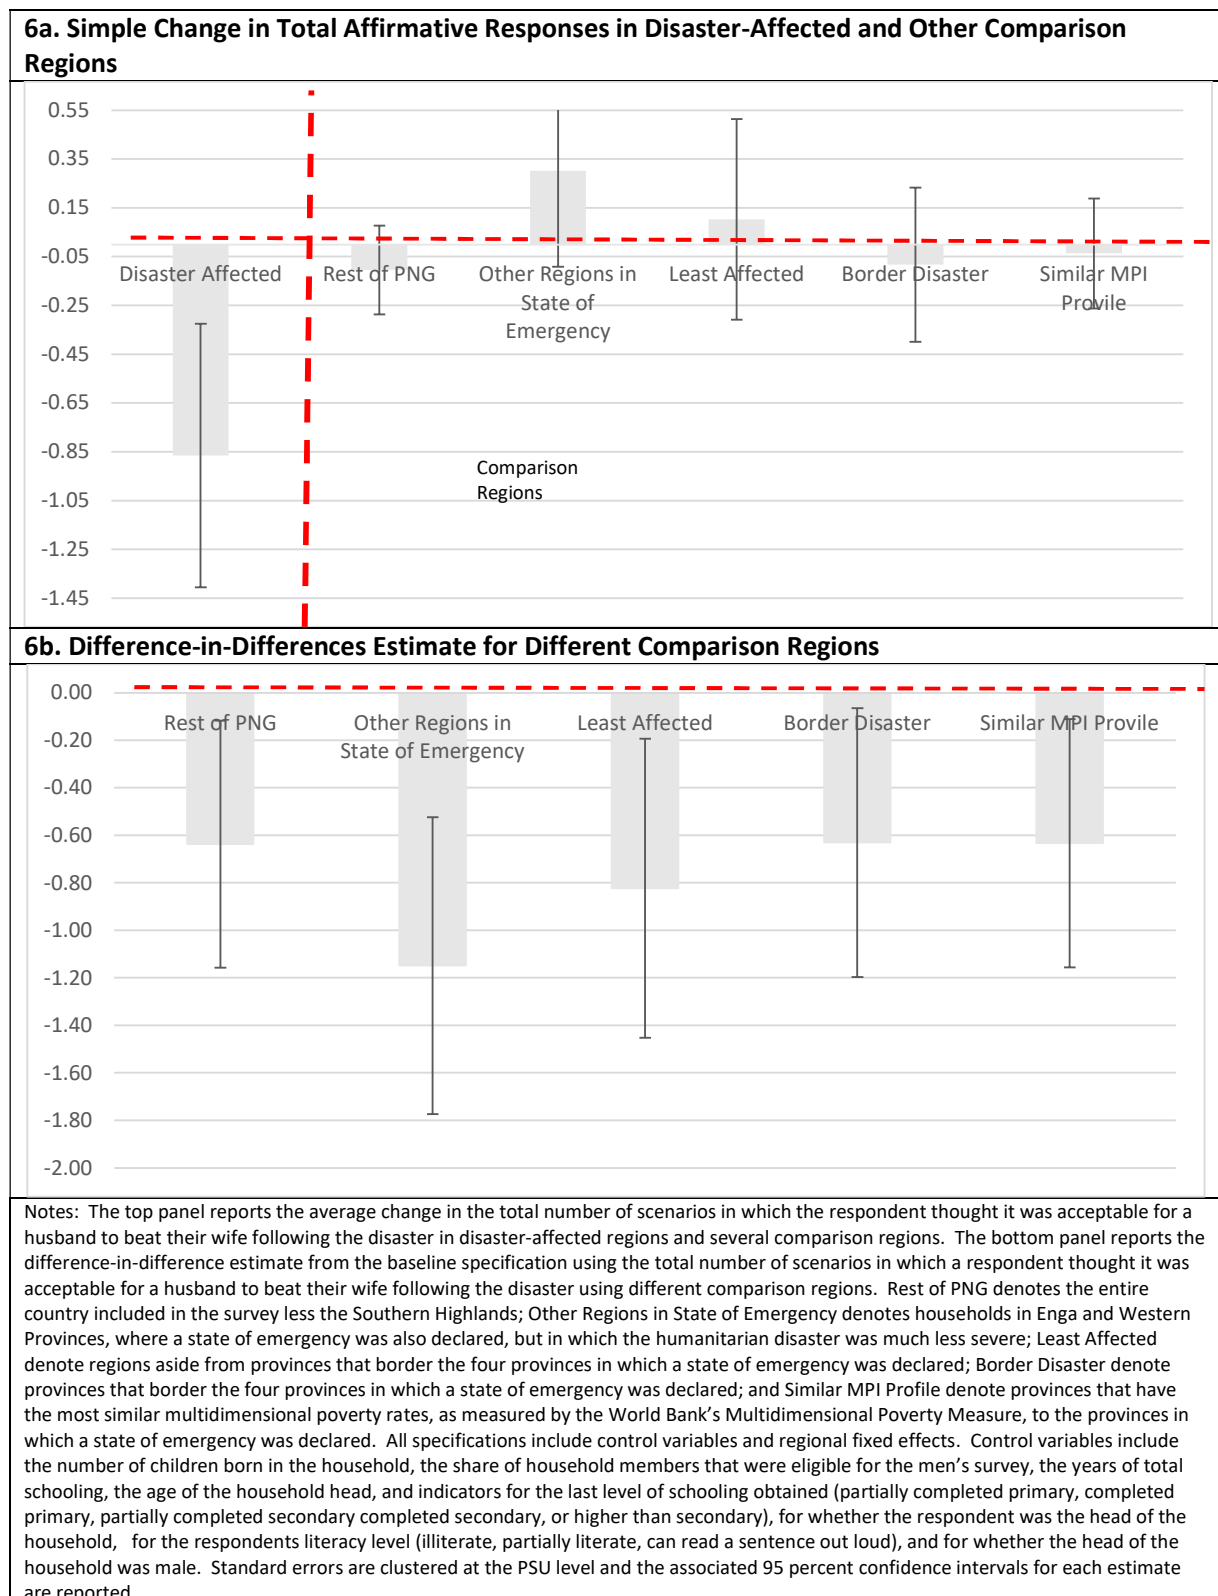 6a. Simple Change in Total Affirmative Responses in Disaster-Affected and Other Comparison
Regions
0.55
0.35
0.15
-0.05
-0.25
-0.45
-0.65
-0.85
-1.05
-1.25
-1.45
Disaster Affected
Rest of PNG
Other Regions in
State of
Emergency
Least Affected
Border Disaster
Similar MPI
Provile
Comparison
Regions
6b. Difference-in-Differences Estimate for Different Comparison Regions
0.00
-0.20
-0.40
-0.60
-0.80
-1.00
-1.20
-1.40
-1.60
-1.80
-2.00
Rest of PNG
Other Regions in
State of Emergency
Least Affected
Border Disaster
Similar MPI Provile
Notes: The top panel reports the average change in the total number of scenarios in which the respondent thought it was acceptable for a
husband to beat their wife following the disaster in disaster-affected regions and several comparison regions. The bottom panel reports the
difference-in-difference estimate from the baseline specification using the total number of scenarios in which a respondent thought it was
acceptable for a husband to beat their wife following the disaster using different comparison regions. Rest of PNG denotes the entire
country included in the survey less the Southern Highlands; Other Regions in State of Emergency denotes households in Enga and Western
Provinces, where a state of emergency was also declared, but in which the humanitarian disaster was much less severe; Least Affected
denote regions aside from provinces that border the four provinces in which a state of emergency was declared; Border Disaster denote
provinces that border the four provinces in which a state of emergency was declared; and Similar MPI Profile denote provinces that have
the most similar multidimensional poverty rates, as measured by the World Bank's Multidimensional Poverty Measure, to the provinces in
which a state of emergency was declared. All specifications include control variables and regional fixed effects. Control variables include
the number of children born in the household, the share of household members that were eligible for the men's survey, the years of total
schooling, the age of the household head, and indicators for the last level of schooling obtained (partially completed primary, completed
primary, partially completed secondary completed secondary, or higher than secondary), for whether the respondent was the head of the
household, for the respondents literacy level (illiterate, partially literate, can read a sentence out loud), and for whether the head of the
household was male. Standard errors are clustered at the PSU level and the associated 95 percent confidence intervals for each estimate
are reported